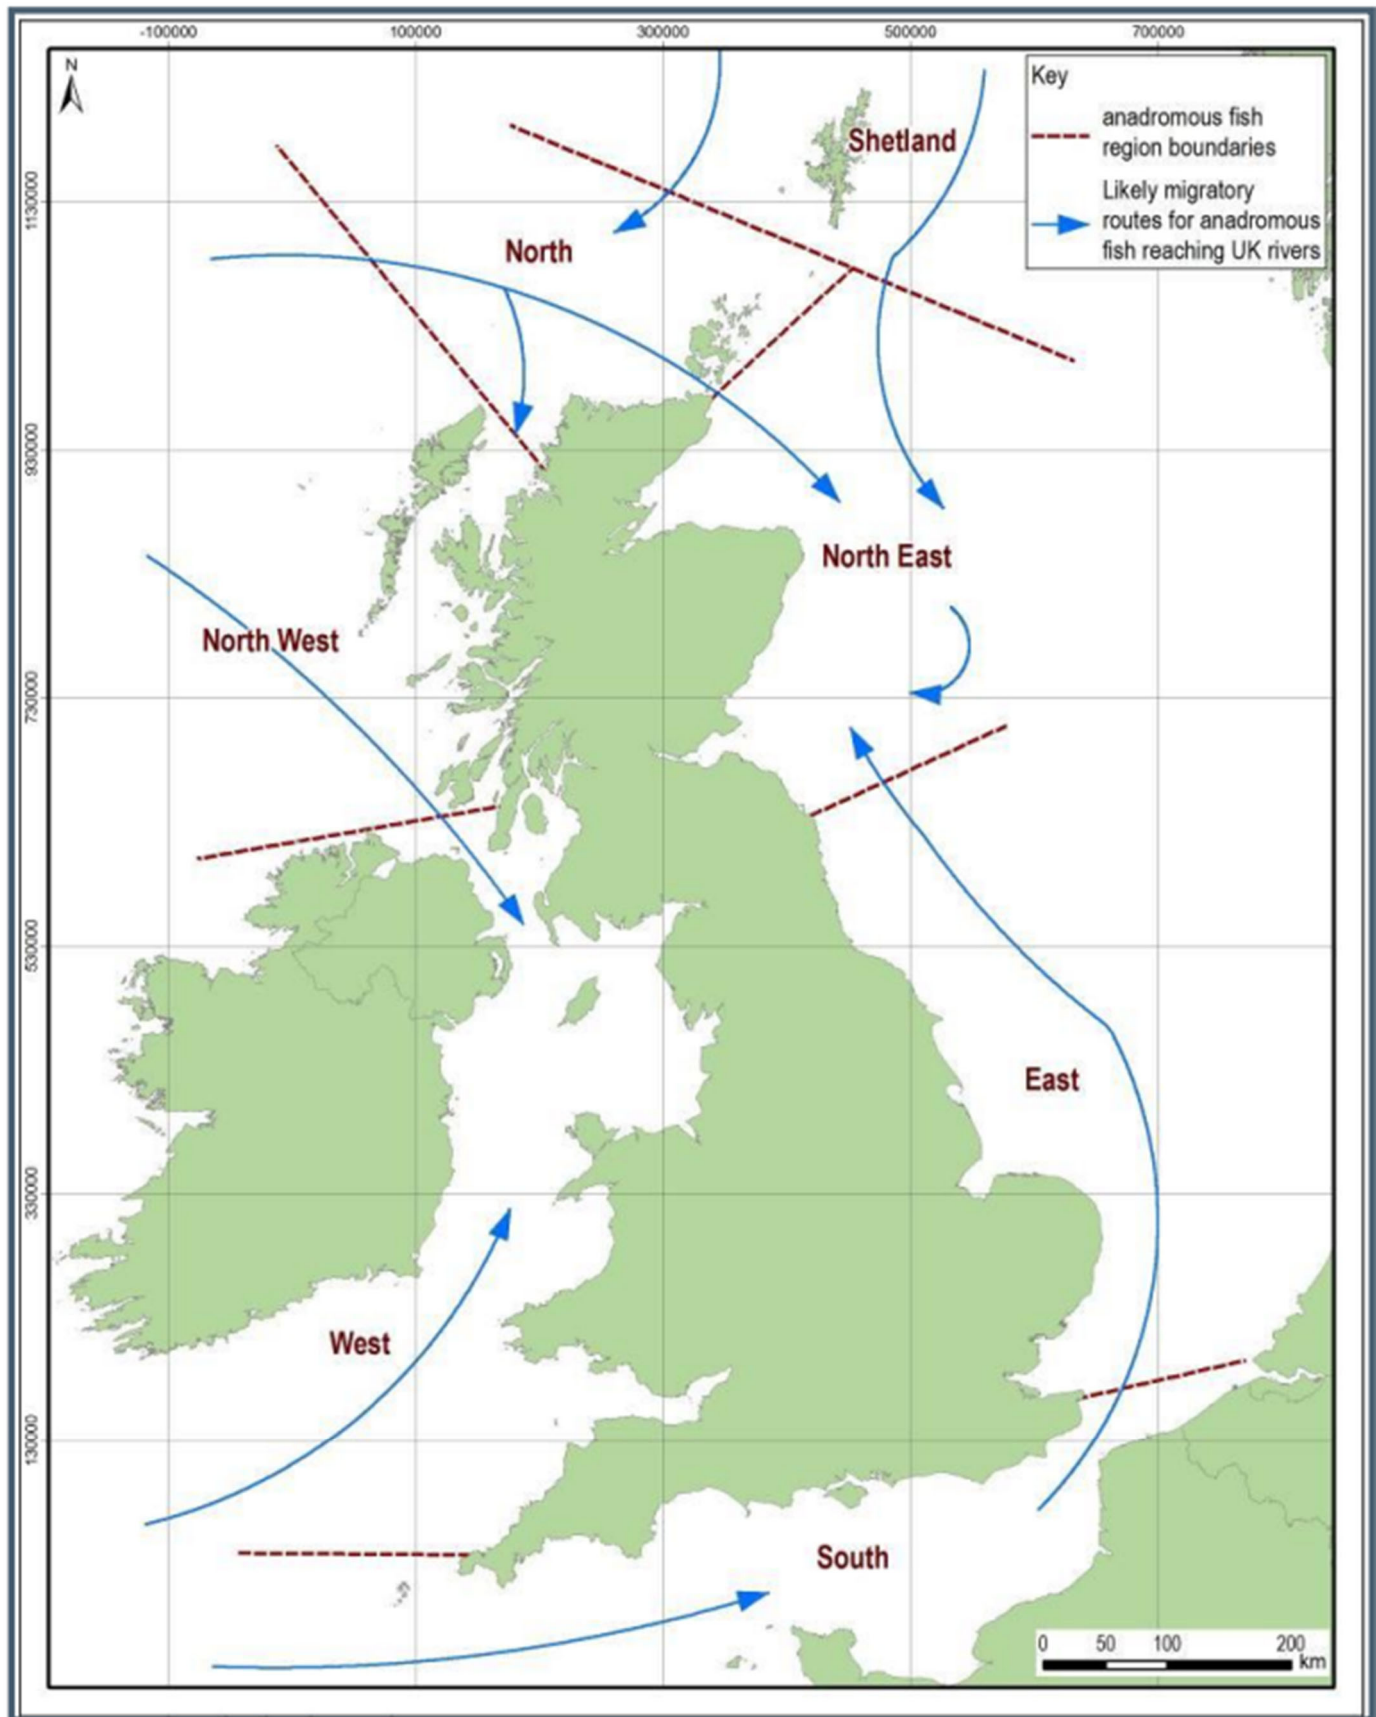 -100000 100000 300000 500000 700000
N
Key
anadromous fish
region boundaries
Likely migratory
routes for anadromous
fish reaching UK rivers
Shetland
1130000
North
930000
North East
North West
730000
530000
East
330000
West
130000
South
0 50 100 200
km